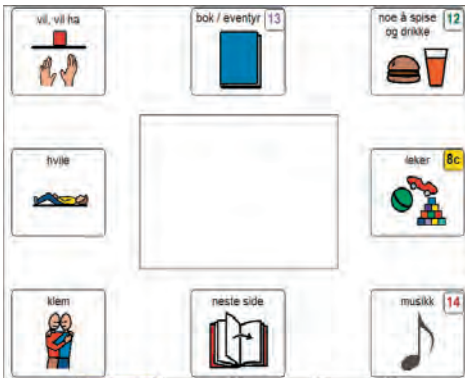 vil, vil ha
bok / eventyr 13
noe å spise 12
og drikke
hvile
leker 8c
klem
neste side
musikk 14